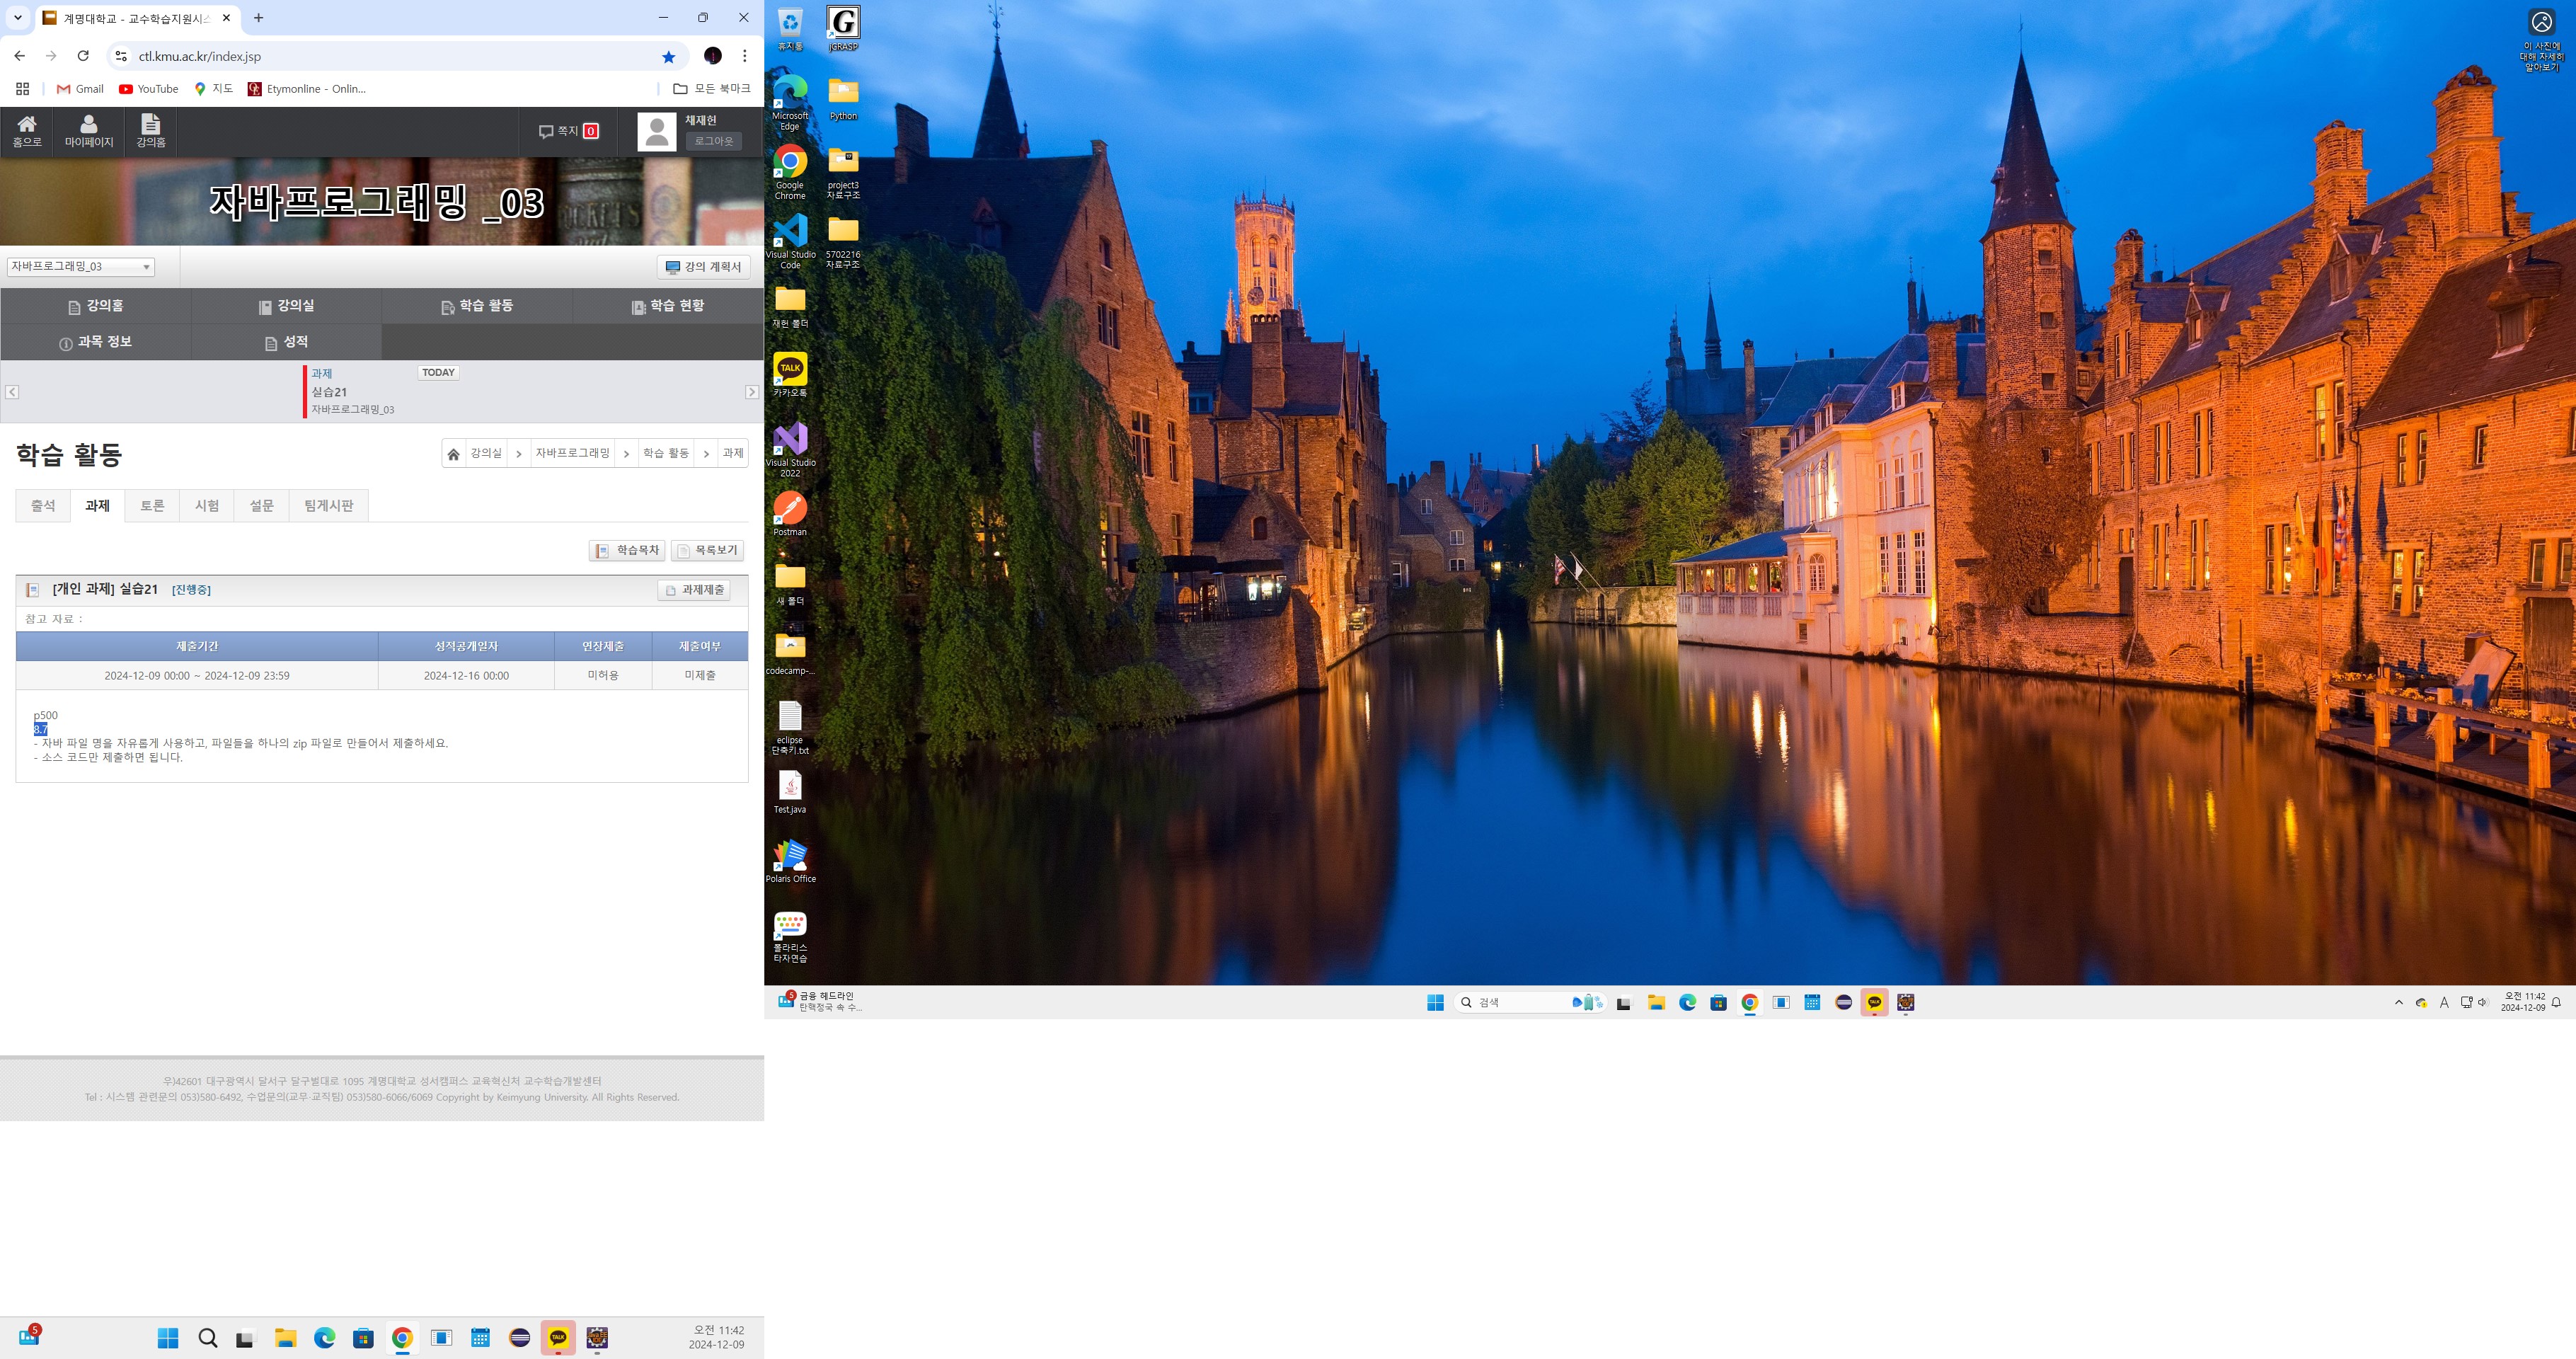 계명대학교 - 교수학습지원시스
ctl.kmu.ac.kr/index.jsp
Gmail
YouTube
지도
Etymonline - Onlin...
모든 북마크
홈으로
마이페이지
강의홈
쪽지 0
채재헌
로그아웃
자바프로그래밍 _03
자바프로그래밍_03
강의 계획서
강의홈
강의실
학습 활동
학습 현황
과목 정보
성적
과제
TODAY
실습21
자바프로그래밍_03
학습 활동
강의실 > 자바프로그래밍 > 학습 활동 > 과제
출석 과제 토론 시험 설문 팀게시판
학습목차
목록보기
[개인 과제] 실습21 [진행중]
과제제출
참고 자료 :
제출기간 성적공개일자 연장제출 제출여부
2024-12-09 00:00 ~ 2024-12-09 23:59 2024-12-16 00:00 미허용 미제출
p500
8.7
- 자바 파일 명을 자유롭게 사용하고, 파일들을 하나의 zip 파일로 만들어서 제출하세요.
- 소스 코드만 제출하면 됩니다.
우)42601 대구광역시 달서구 달구벌대로 1095 계명대학교 성서캠퍼스 교육혁신처 교수학습개발센터
Tel : 시스템 관련문의 053)580-6492, 수업문의(교무·교직팀) 053)580-6066/6069 Copyright by Keimyung University. All Rights Reserved.
5
TALK
오전 11:42
2024-12-09
휴지통
jGRASP
Microsoft
Edge
Python
Google
Chrome
project3
자료구조
Visual Studio
Code
5702216
자료구조
재헌 폴더
TALK
카카오톡
Visual Studio
2022
Postman
새 폴더
codecamp-...
eclipse
단축키.txt
Test.java
Polaris Office
폴라리스
타자연습
이 사진에
대해 자세히
알아보기
5
금융 헤드라인
탄핵정국 속 수...
검색
TALK
A
오전 11:42
2024-12-09